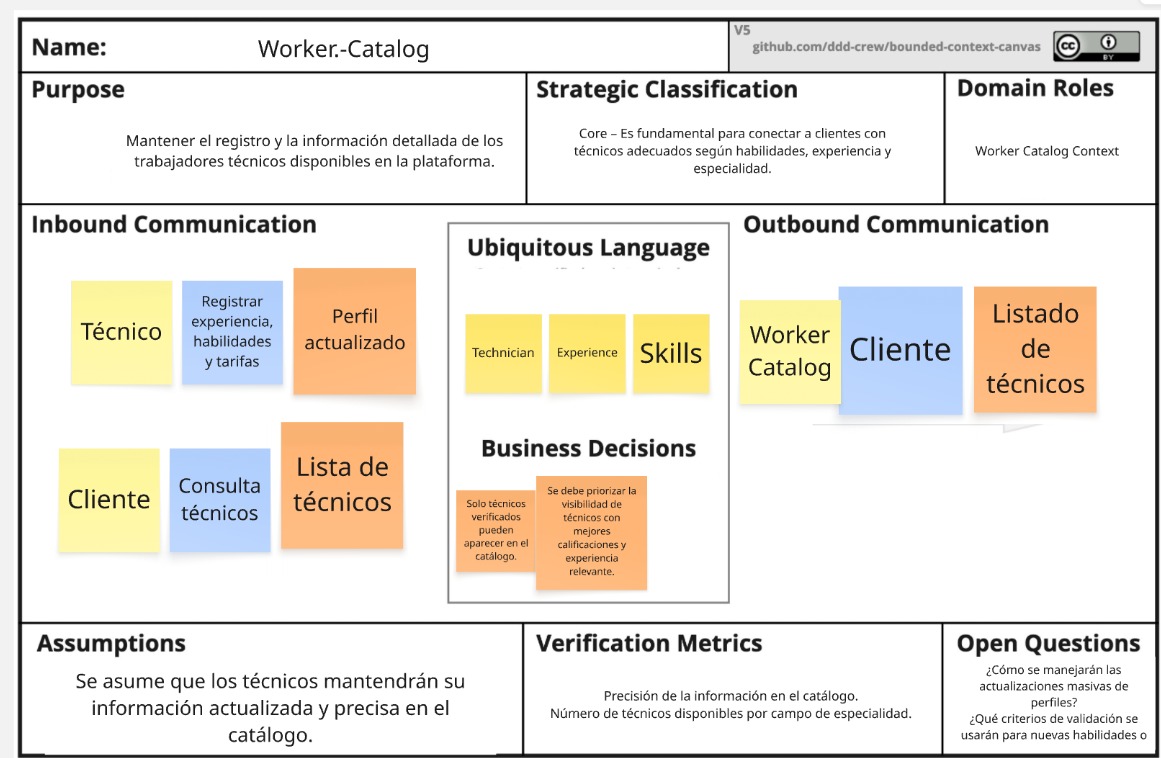 Name:
Worker.-Catalog
V5
github.com/ddd-crew/bounded-context-canvas
cc
BY
Purpose
Mantener el registro y la información detallada de los
trabajadores técnicos disponibles en la plataforma.
Strategic Classification
Core – Es fundamental para conectar a clientes con
técnicos adecuados según habilidades, experiencia y
especialidad.
Domain Roles
Worker Catalog Context
Inbound Communication
Técnico
Registrar
experiencia,
habilidades
y tarifas
Perfil
actualizado
Cliente
Consulta
técnicos
Lista de
técnicos
Ubiquitous Language
Technician
Experience
Skills
Business Decisions
Solo técnicos
verificados
pueden
aparecer en el
catálogo.
Se debe priorizar la
visibilidad de
técnicos con
mejores
calificaciones y
experiencia
relevante.
Outbound Communication
Worker
Catalog
Cliente
Listado
de
técnicos
Assumptions
Se asume que los técnicos mantendrán su
información actualizada y precisa en el
catálogo.
Verification Metrics
Precisión de la información en el catálogo.
Número de técnicos disponibles por campo de especialidad.
Open Questions
¿Cómo se manejarán las
actualizaciones masivas de
perfiles?
¿Qué criterios de validación se
usarán para nuevas habilidades o